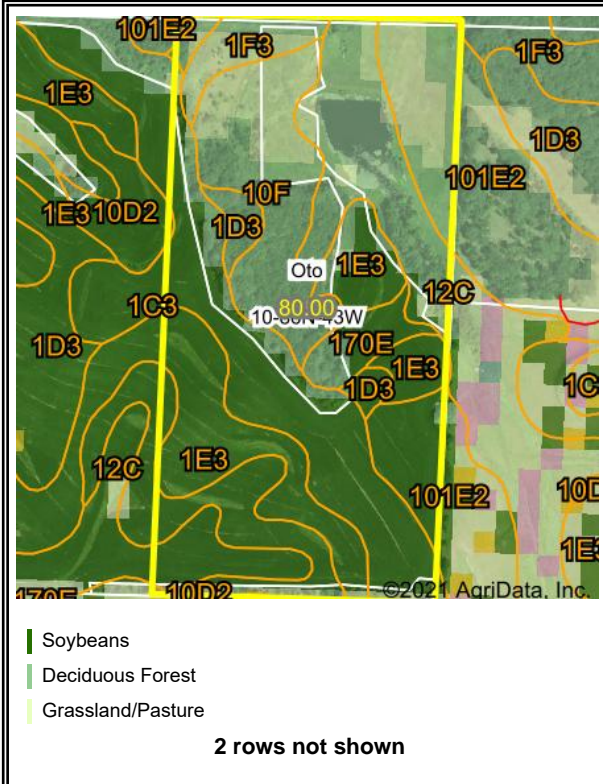 101E2
1F3
1F3
1E3
1D3
101E2
10F
1E3 10D2
1D3
Oto
1E3
12C
80.00
1C3
170E
1D3
1E3
1D3
1C
12C
1E3
101E2
10D
1E3
170E
10D2
©2021 AgriData, Inc.
Soybeans
Deciduous Forest
Grassland/Pasture
2 rows not shown